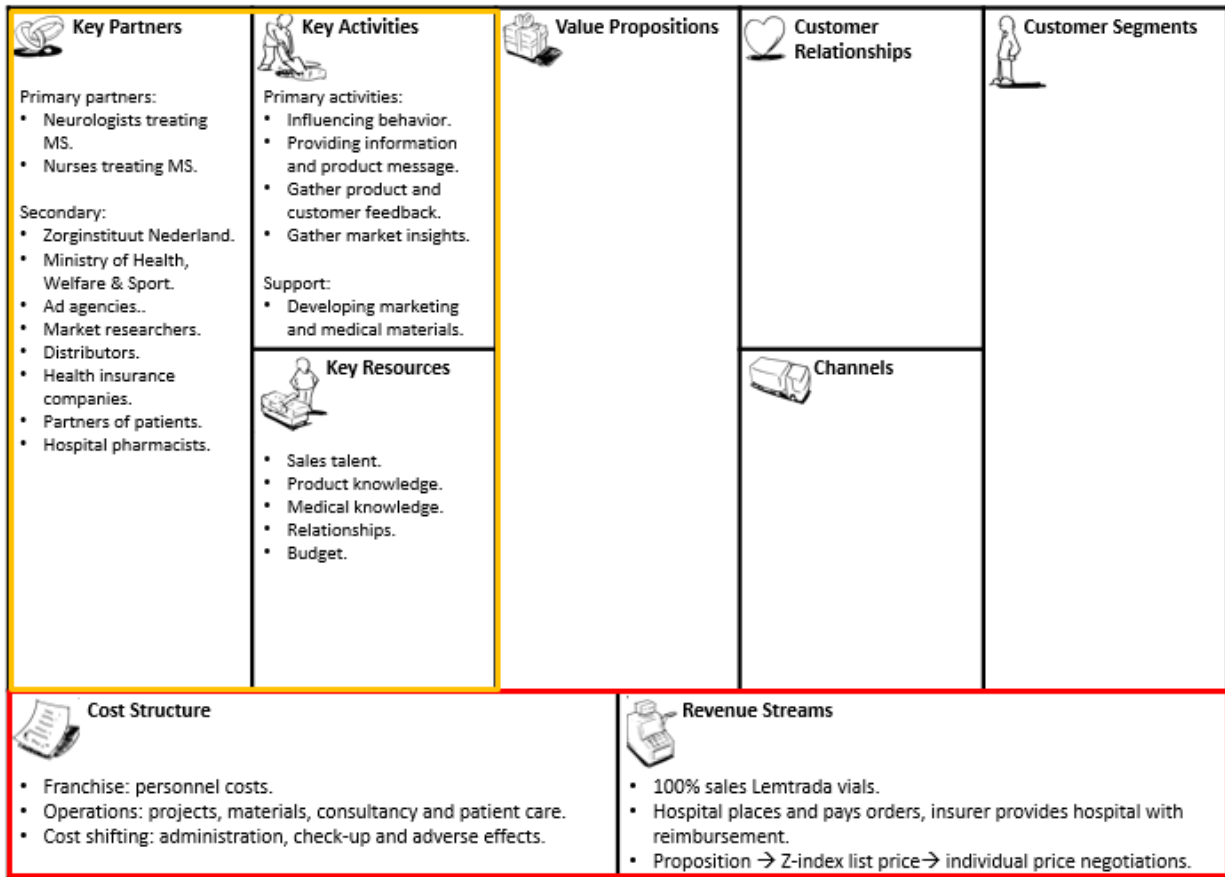 Key Partners
Primary partners:
• Neurologists treating
MS.
• Nurses treating MS.
Secondary:
• Zorginstituut Nederland.
• Ministry of Health,
Welfare & Sport.
• Ad agencies..
• Market researchers.
• Distributors.
• Health insurance
companies.
• Partners of patients.
• Hospital pharmacists.
Key Activities
Primary activities:
• Influencing behavior.
• Providing information
and product message.
• Gather product and
customer feedback.
• Gather market insights.
Support:
• Developing marketing
and medical materials.
Key Resources
• Sales talent.
• Product knowledge.
• Medical knowledge.
• Relationships.
• Budget.
Value Propositions
Customer
Relationships
Channels
Customer Segments
Cost Structure
• Franchise: personnel costs.
• Operations: projects, materials, consultancy and patient care.
• Cost shifting: administration, check-up and adverse effects.
Revenue Streams
• 100% sales Lemtrada vials.
• Hospital places and pays orders, insurer provides hospital with
reimbursement.
• Proposition → Z-index list price→ individual price negotiations.